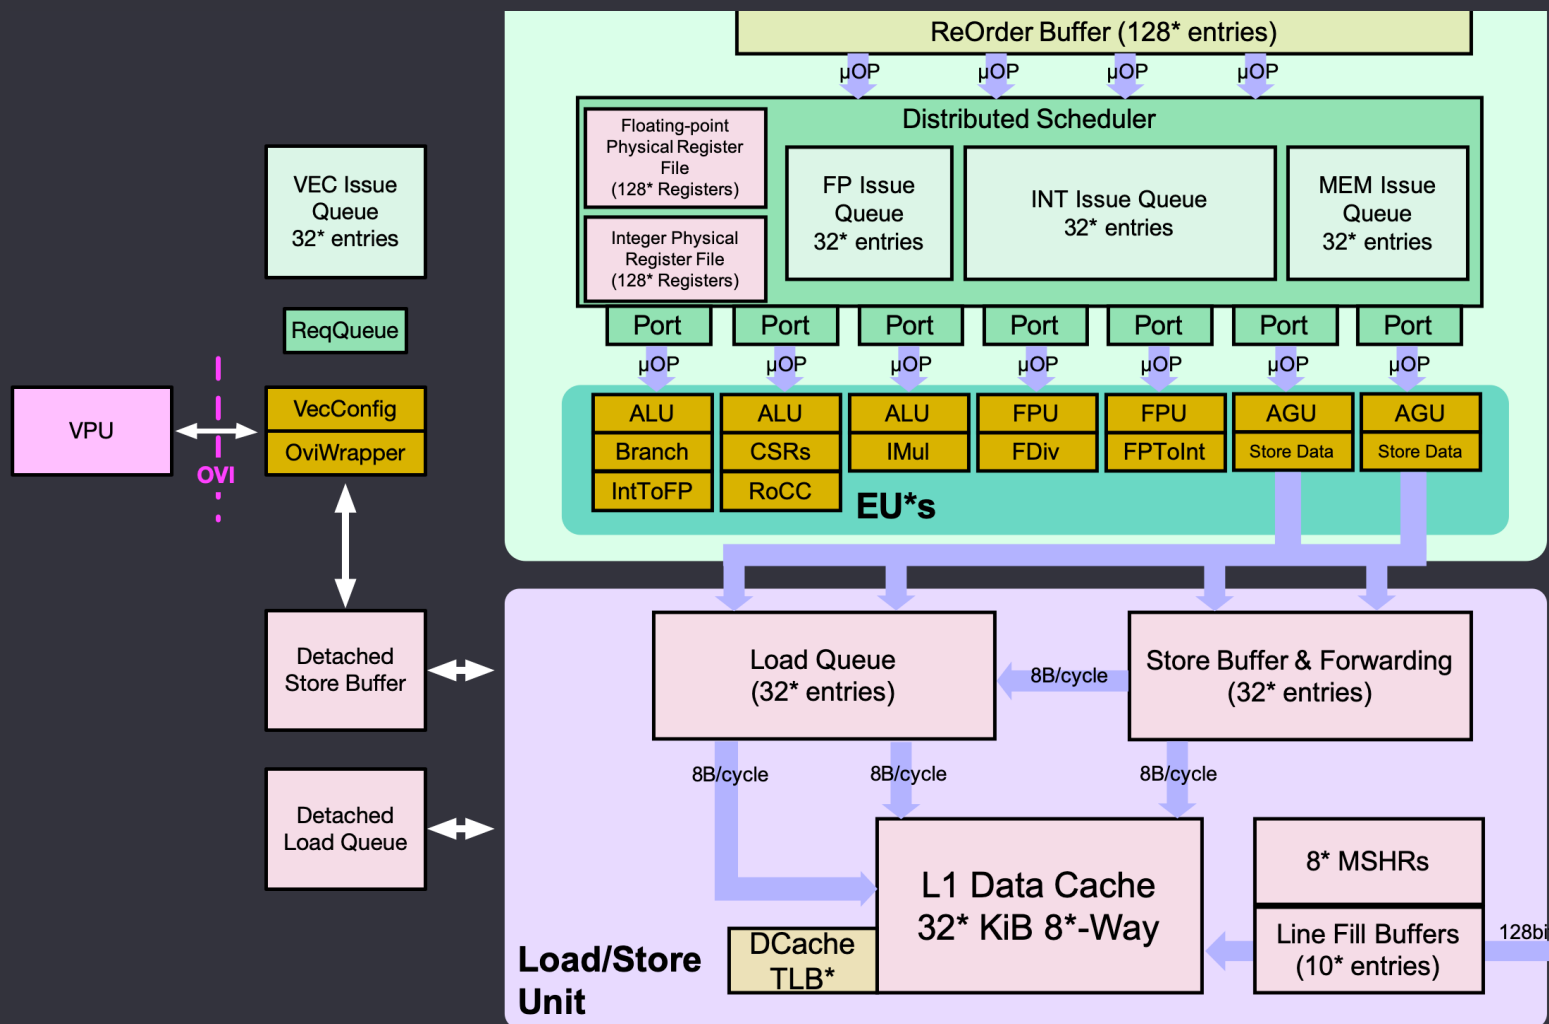 ReOrder Buffer (128* entries)
µOP
µOP
µOP
µOP
Distributed Scheduler
Floating-point
Physical Register
File
(128* Registers)
Integer Physical
Register File
(128* Registers)
FP Issue
Queue
32* entries
INT Issue Queue
32* entries
MEM Issue
Queue
32* entries
VEC Issue
Queue
32* entries
ReqQueue
Port
Port
Port
Port
Port
Port
Port
µOP
µOP
µOP
µOP
µOP
µOP
µOP
VPU
OVI
VecConfig
OviWrapper
ALU
Branch
IntToFP
ALU
CSRs
RoCC
ALU
IMul
FPU
FDiv
FPU
FPToInt
AGU
Store Data
AGU
Store Data
EU*s
Detached
Store Buffer
Detached
Load Queue
Load Queue
(32* entries)
8B/cycle
Store Buffer & Forwarding
(32* entries)
8B/cycle
8B/cycle
8B/cycle
L1 Data Cache
32* KiB 8*-Way
DCache
TLB*
8* MSHRs
Line Fill Buffers
(10* entries)
128bi
Load/Store
Unit